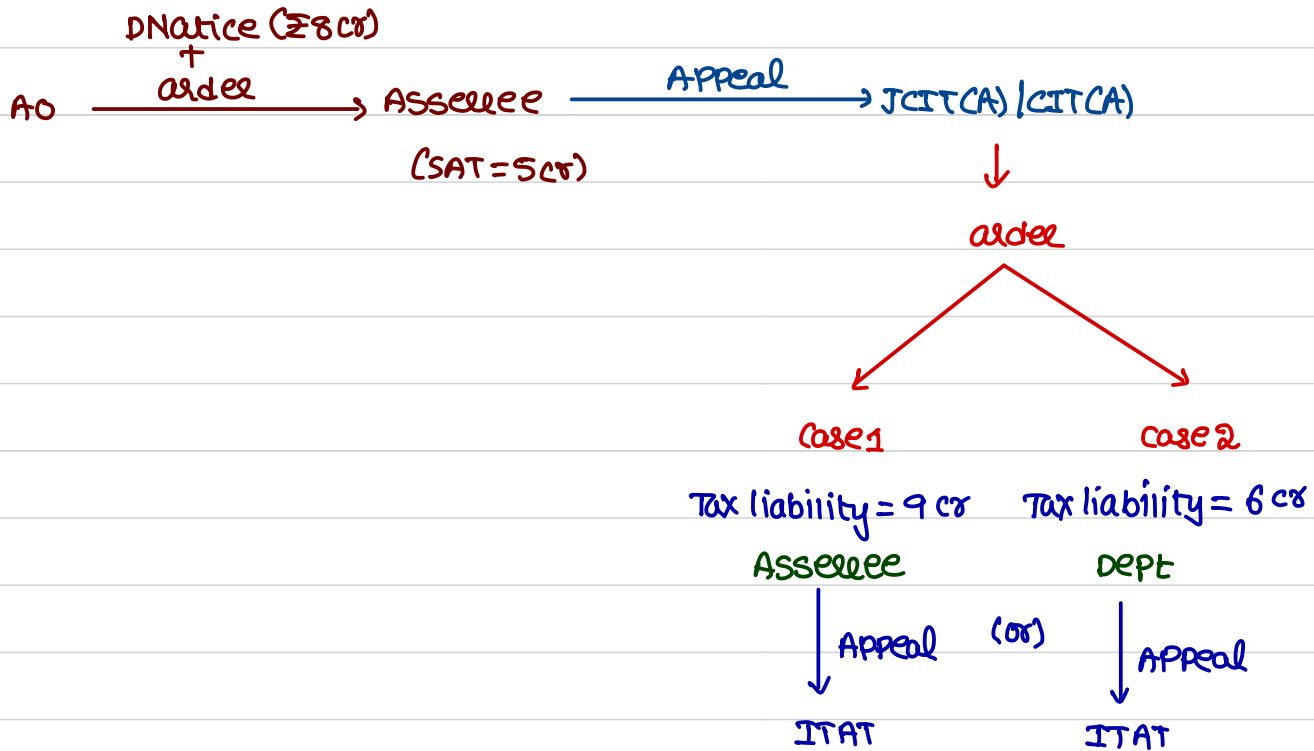 DNotice (₹8 cr)
+
order
AO
Assessee
Appeal
JCIT(A) / CIT(A)
(SAT = 5 cr)
order
Case 1
Case 2
Tax liability = 9 cr
Tax liability = 6 cr
Assessee
Dept
Appeal
(or)
Appeal
ITAT
ITAT